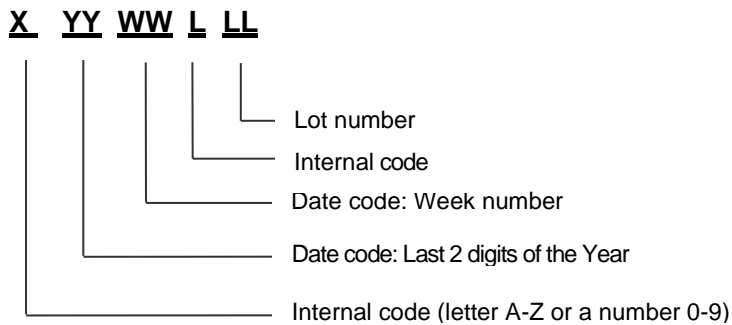 X YY WW L LL
Lot number
Internal code
Date code: Week number
Date code: Last 2 digits of the Year
Internal code (letter A-Z or a number 0-9)